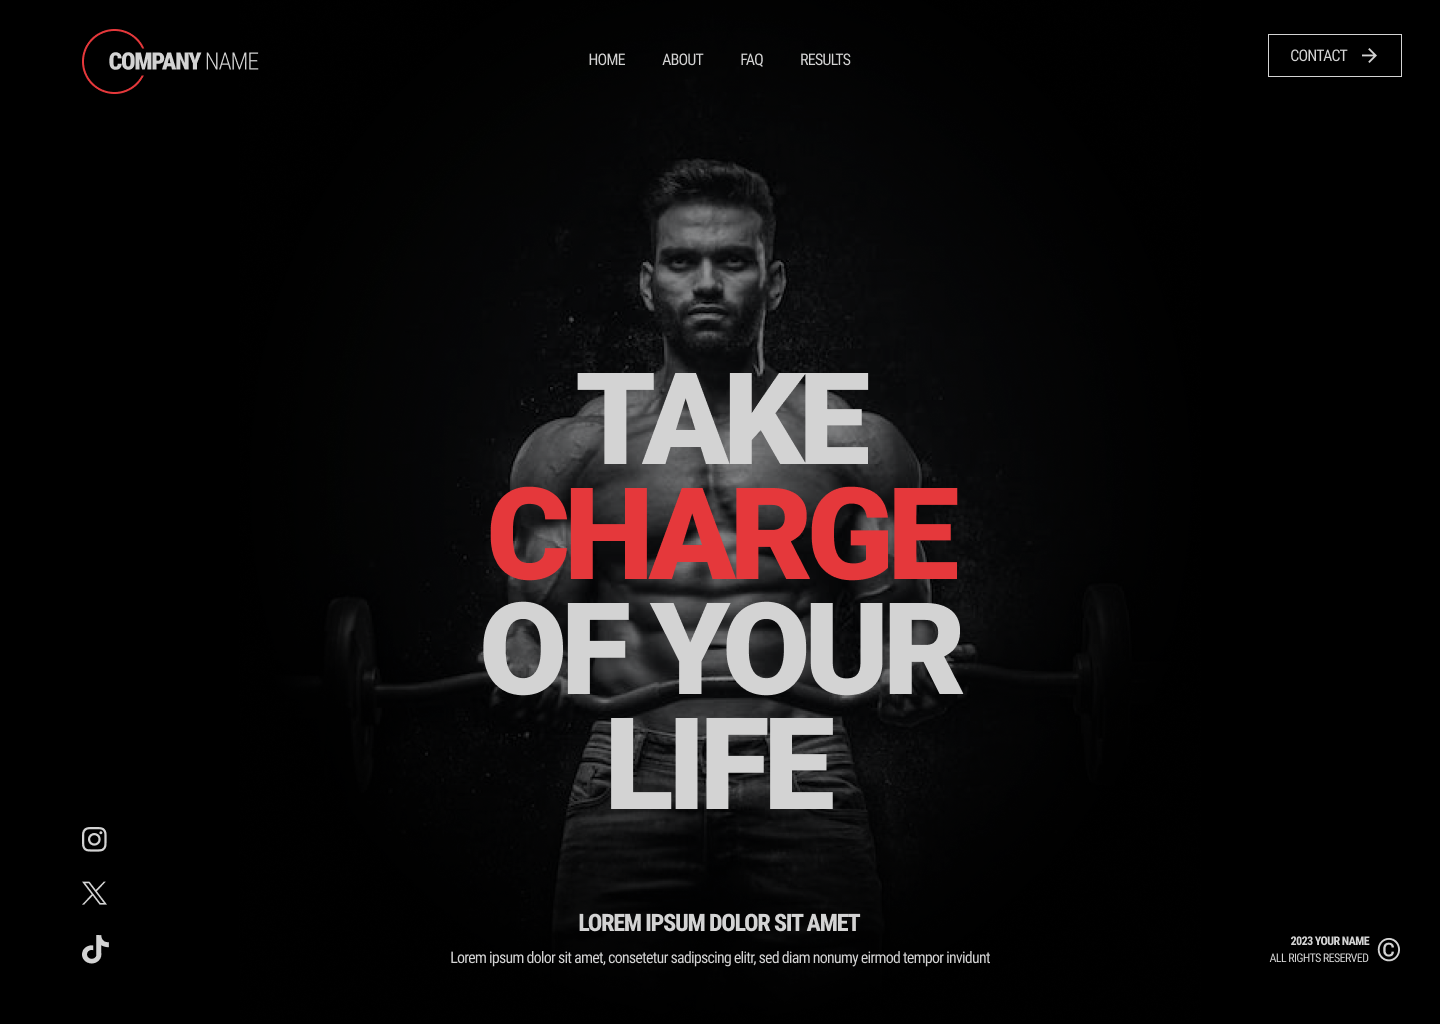 COMPANY NAME
HOME ABOUT FAQ RESULTS
CONTACT
TAKE
CHARGE
OF YOUR
LIFE
LOREM IPSUM DOLOR SIT AMET
Lorem ipsum dolor sit amet, consetetur sadipscing elitr, sed diam nonumy eirmod tempor invidunt
2023 YOUR NAME
ALL RIGHTS RESERVED ©